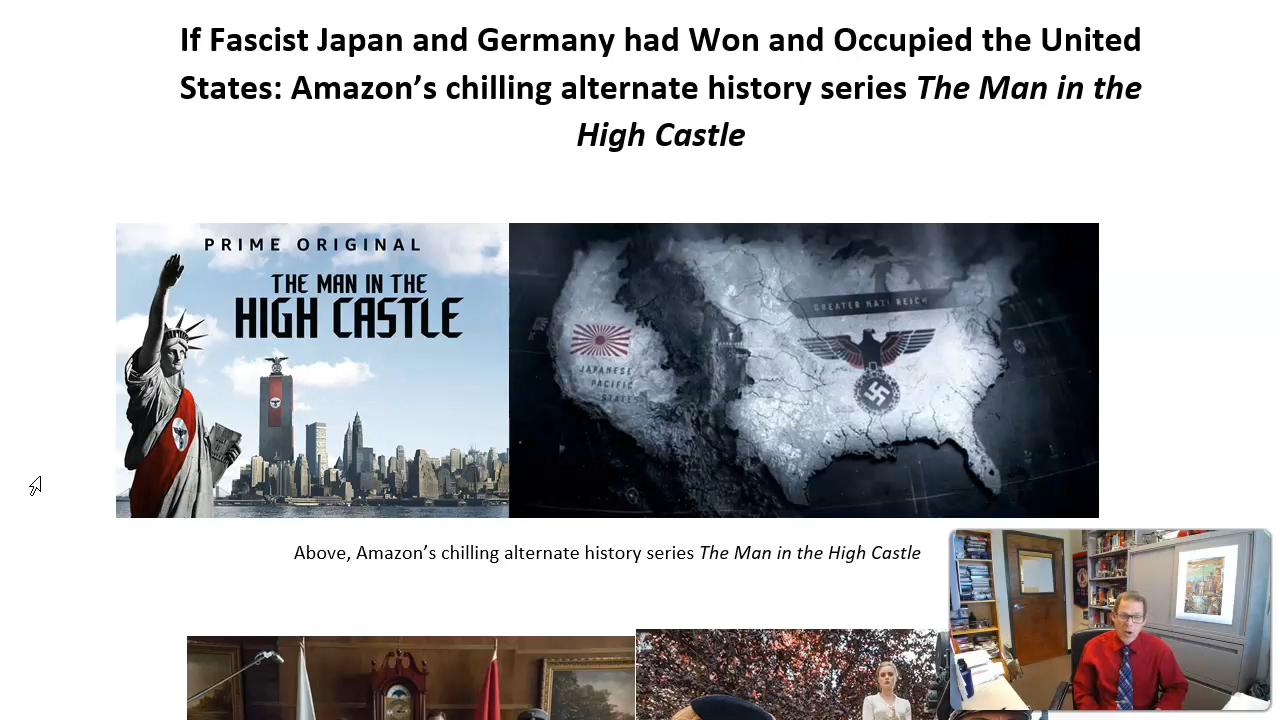 If Fascist Japan and Germany had Won and Occupied the United
States: Amazon’s chilling alternate history series The Man in the
High Castle
PRIME ORIGINAL
THE MAN IN THE
HIGH CASTLE
GREATER NAZI REICH
JAPANESE
PACIFIC
STATES
Above, Amazon’s chilling alternate history series The Man in the High Castle